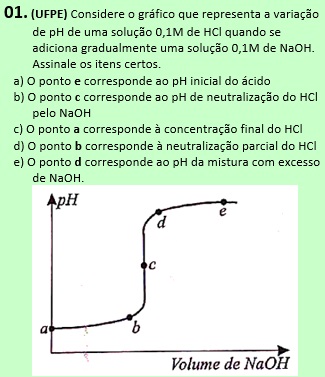 01. (UFPE) Considere o gráfico que representa a variação
de pH de uma solução 0,1M de HCl quando se
adiciona gradualmente uma solução 0,1M de NaOH.
Assinale os itens certos.
a) O ponto e corresponde ao pH inicial do ácido
b) O ponto c corresponde ao pH de neutralização do HCl
pelo NaOH
c) O ponto a corresponde à concentração final do HCl
d) O ponto b corresponde à neutralização parcial do HCl
e) O ponto d corresponde ao pH da mistura com excesso
de NaOH.
pH
e
d
c
b
a
Volume de NaOH